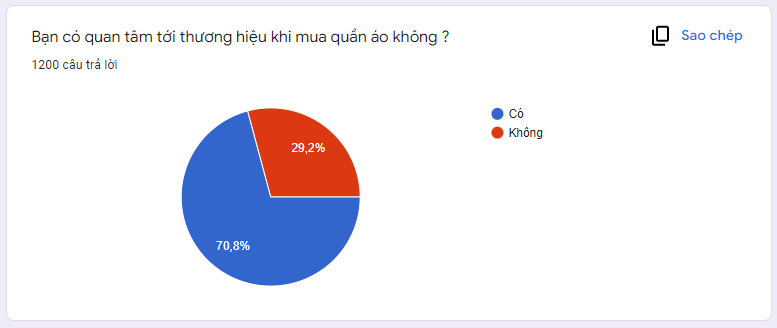 Bạn có quan tâm tới thương hiệu khi mua quần áo không ?
Sao chép
1200 câu trả lời
Có
Không
29,2%
70,8%